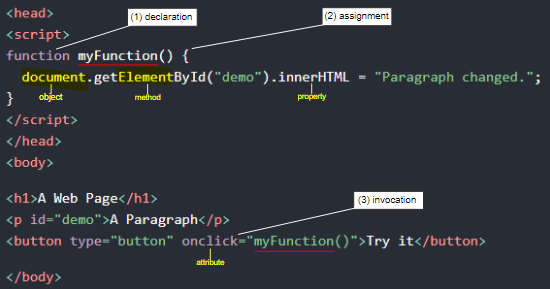 (1) declaration
(2) assignment
<head>
<script>
function myFunction() {
document.getElementById("demo").innerHTML = "Paragraph changed.";
object
method
property
}
</script>
</head>
<body>
<h1>A Web Page</h1>
(3) invocation
<p id="demo">A Paragraph</p>
<button type="button" onclick="myFunction()">Try it</button>
attribute
</body>